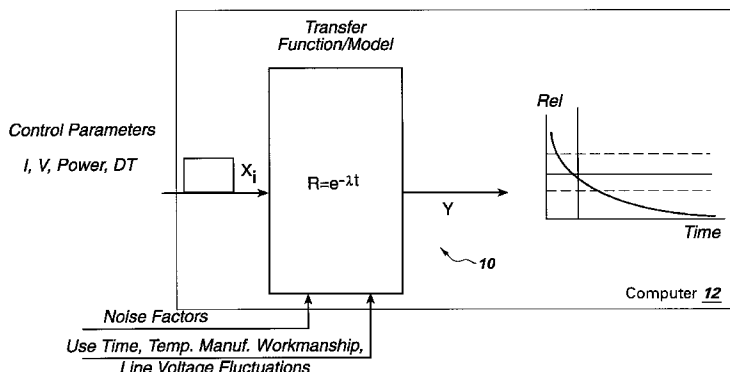 Transfer
Function/Model
Control Parameters
I, V, Power, DT
Xi
R=e-λt
Y
10
Rel
Time
Computer 12
Noise Factors
Use Time, Temp. Manuf. Workmanship,
Line Voltage Fluctuations